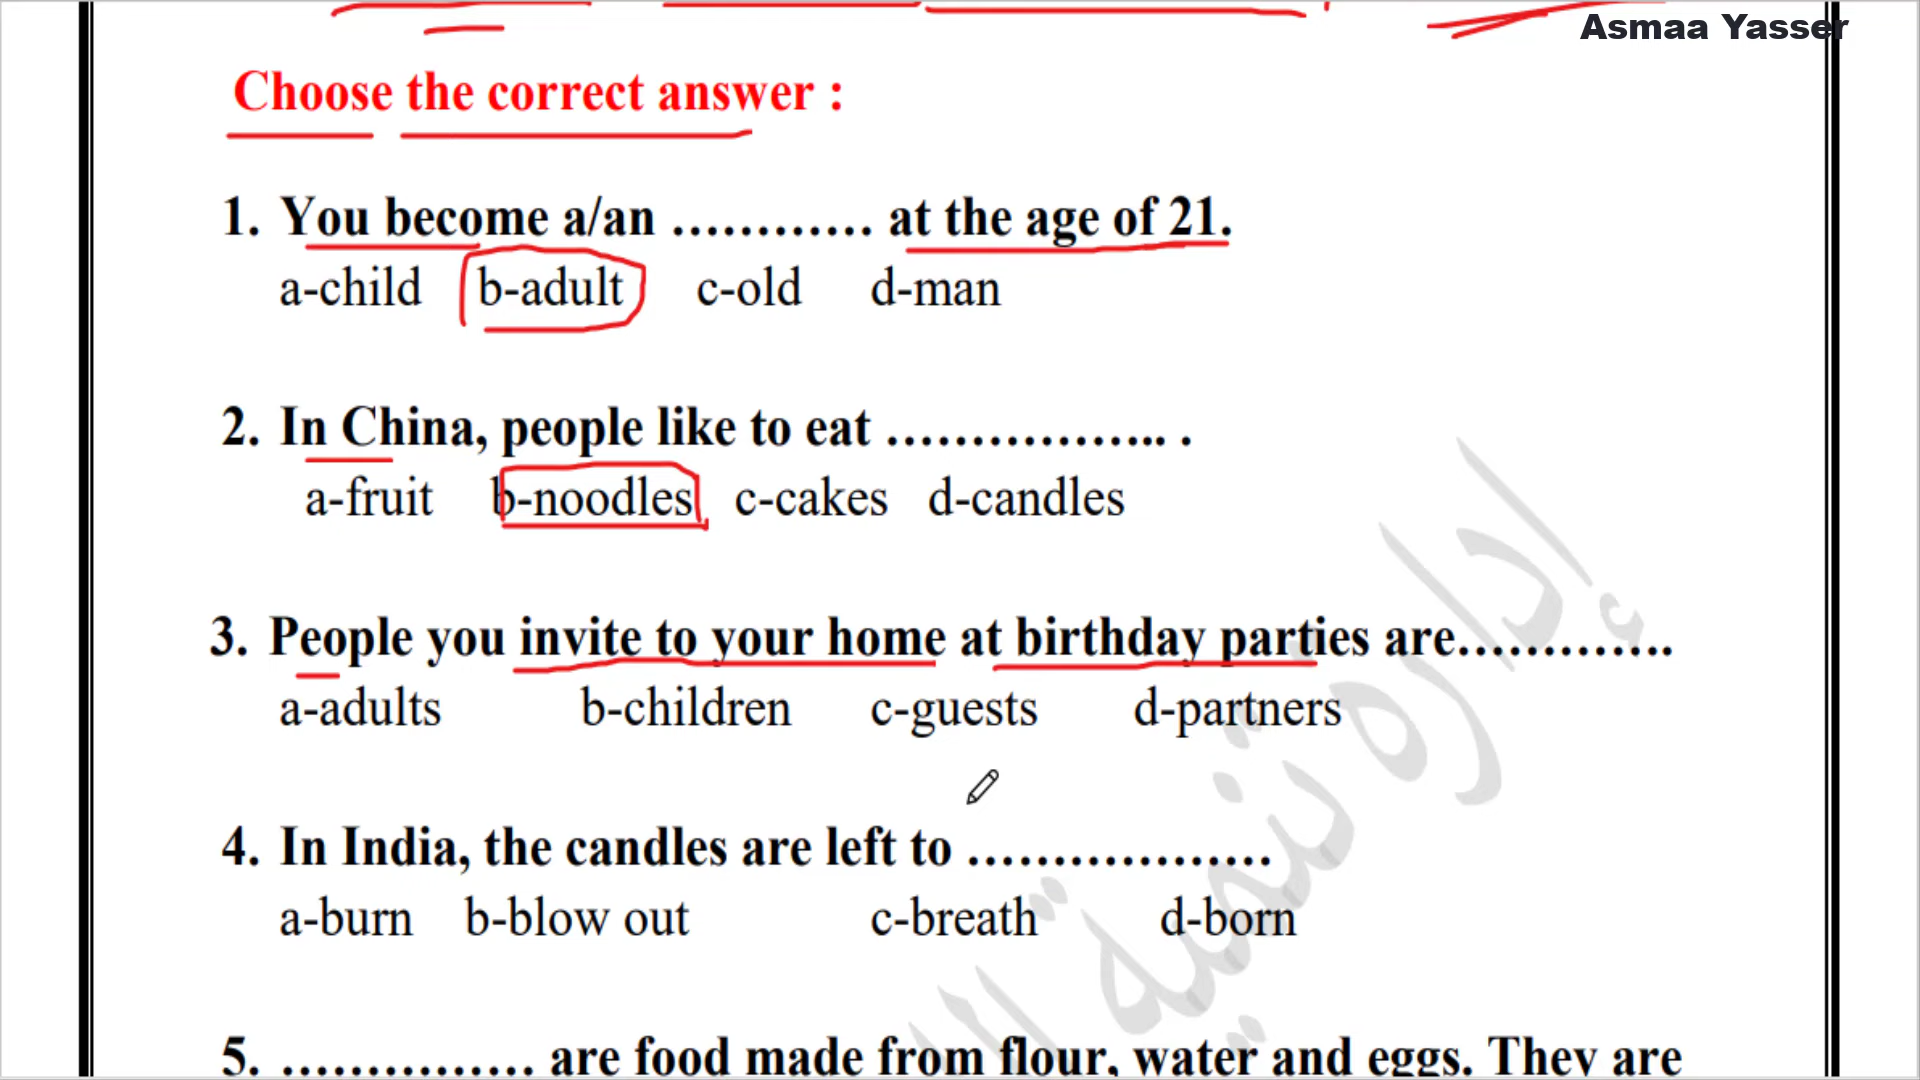 Asmaa Yasser
Choose the correct answer :
1. You become a/an ………… at the age of 21.
a-child b-adult c-old d-man
2. In China, people like to eat …………….. .
a-fruit b-noodles c-cakes d-candles
3. People you invite to your home at birthday parties are………….
a-adults b-children c-guests d-partners
4. In India, the candles are left to ………………
a-burn b-blow out c-breath d-born
5. …………… are food made from flour, water and eggs. They are
إدارة تنمية